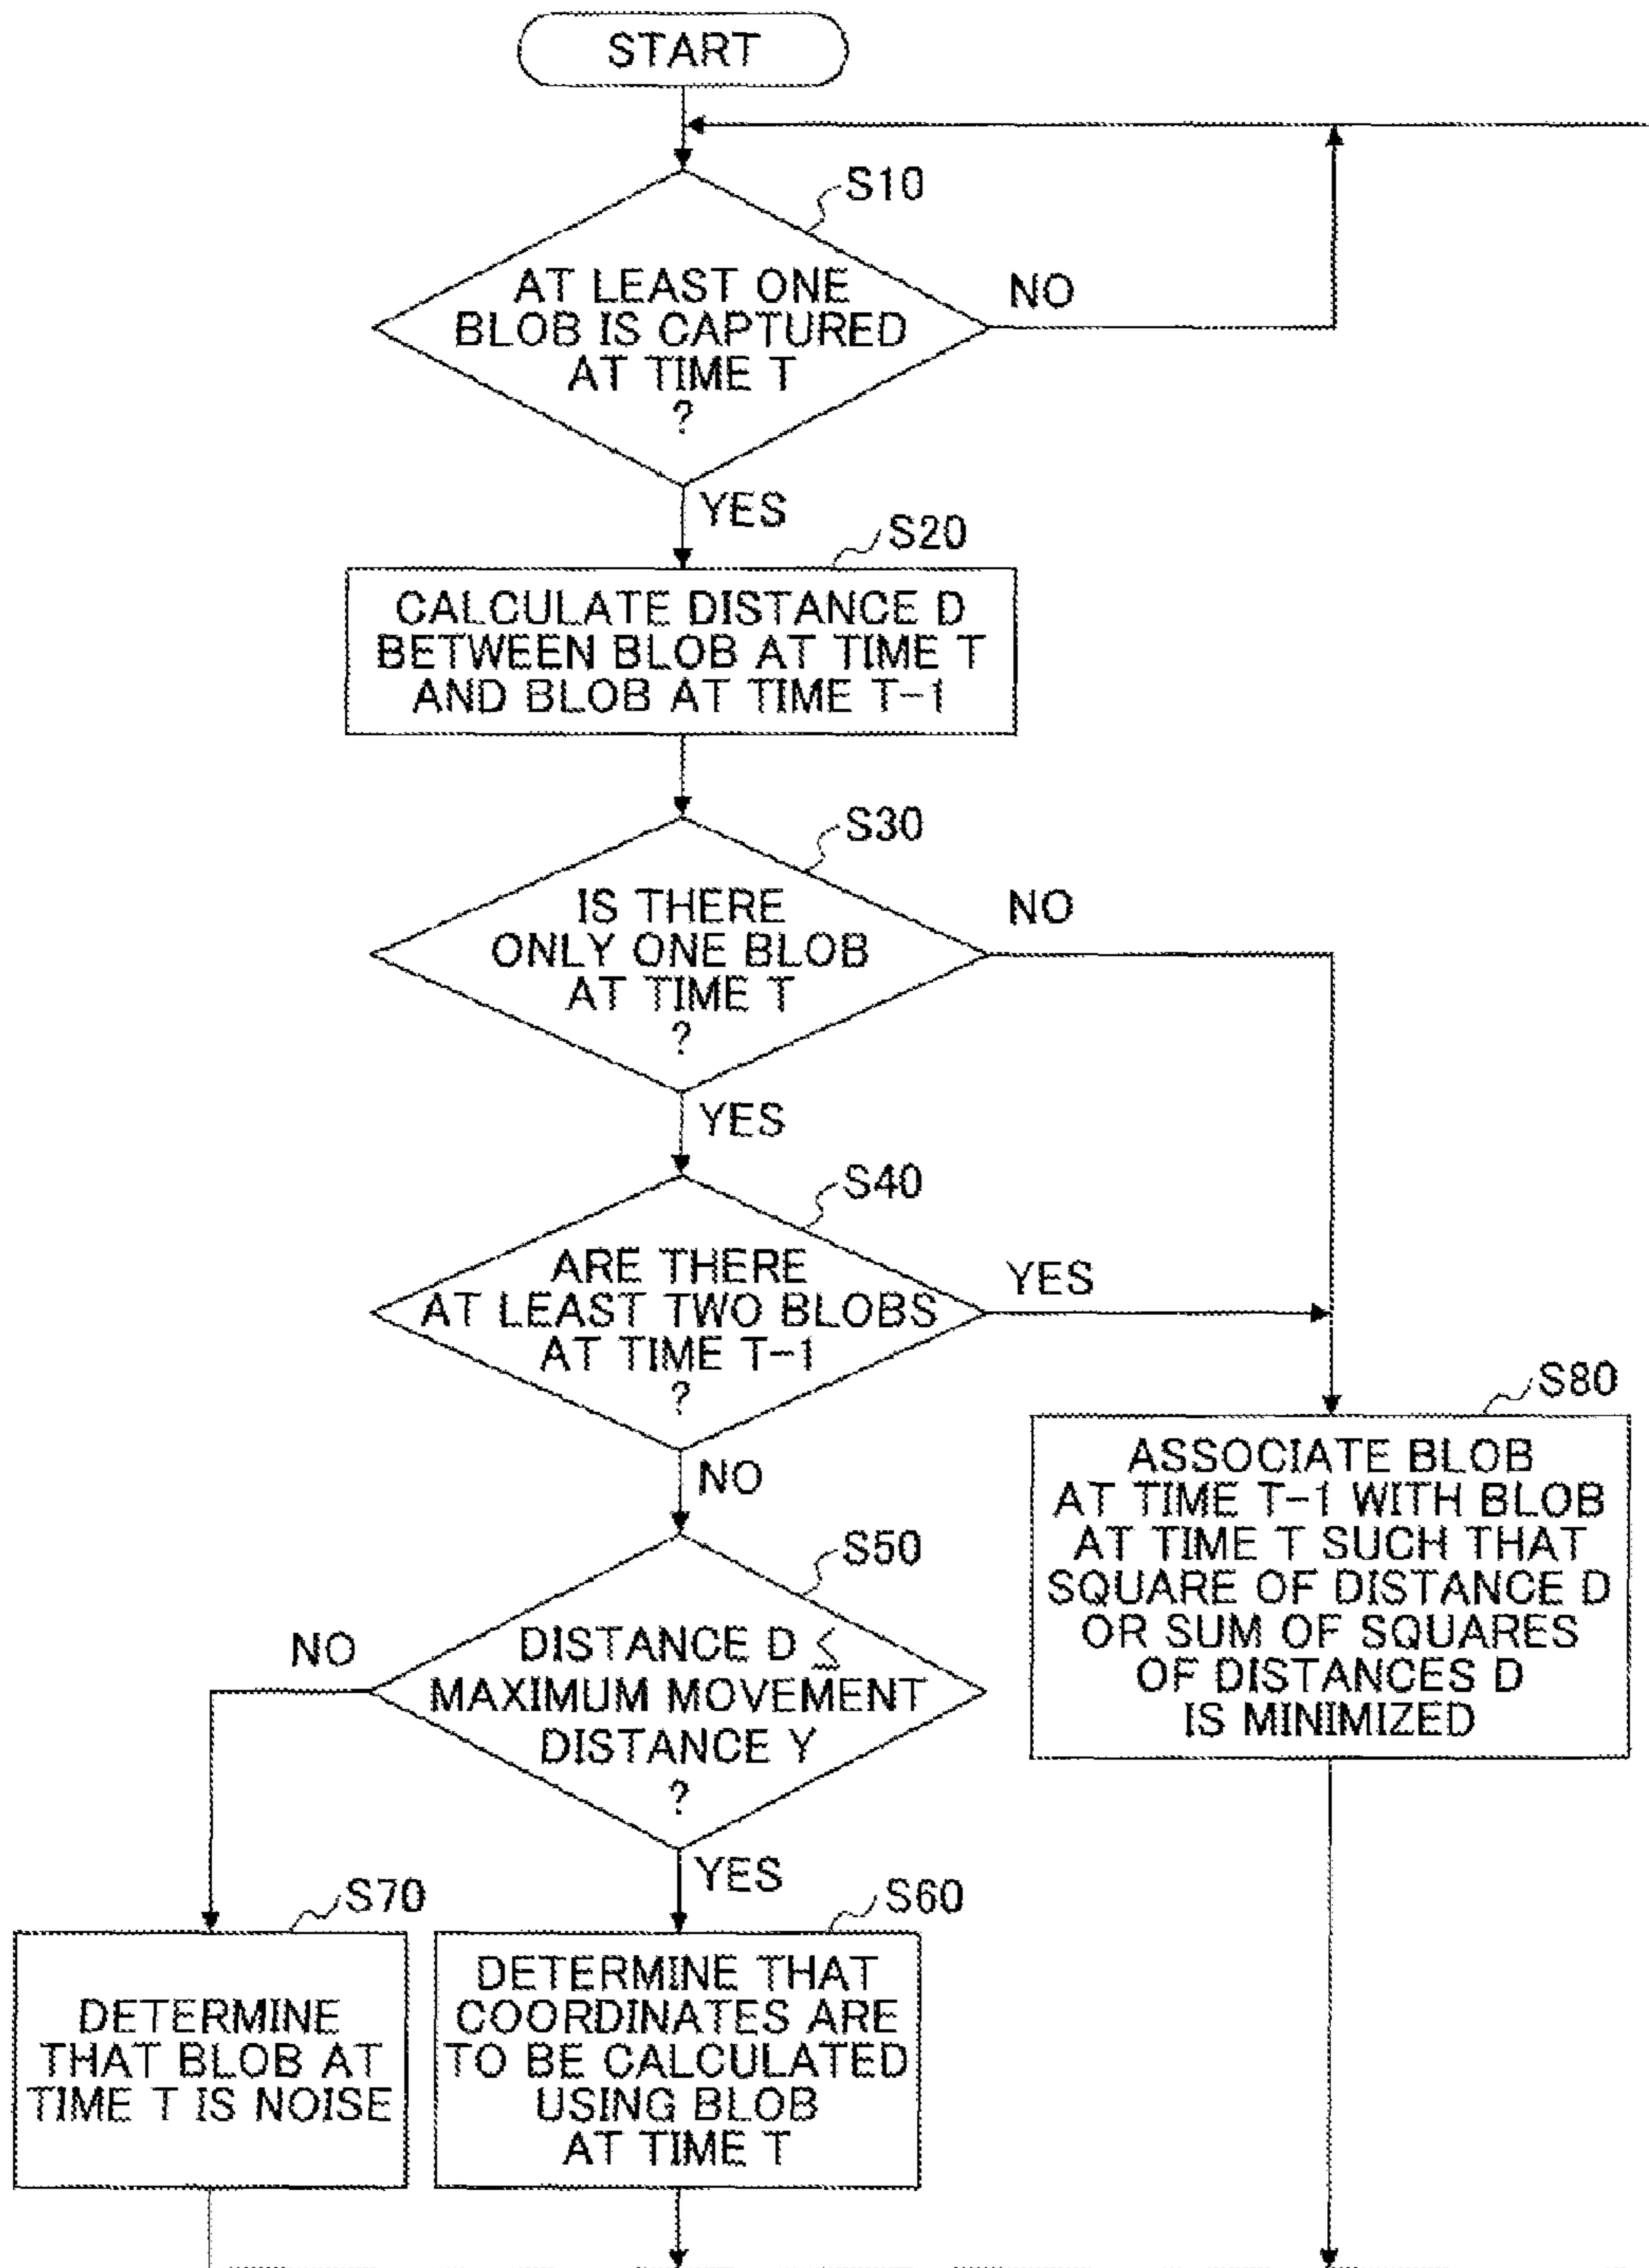 START
S10
AT LEAST ONE
BLOB IS CAPTURED
AT TIME T
?
NO
YES
S20
CALCULATE DISTANCE D
BETWEEN BLOB AT TIME T
AND BLOB AT TIME T-1
S30
IS THERE
ONLY ONE BLOB
AT TIME T
?
NO
YES
S40
ARE THERE
AT LEAST TWO BLOBS
AT TIME T-1
?
YES
NO
S80
ASSOCIATE BLOB
AT TIME T-1 WITH BLOB
AT TIME T SUCH THAT
SQUARE OF DISTANCE D
OR SUM OF SQUARES
OF DISTANCES D
IS MINIMIZED
S50
DISTANCE D ≤
MAXIMUM MOVEMENT
DISTANCE Y
?
NO
YES
S70
DETERMINE
THAT BLOB AT
TIME T IS NOISE
S60
DETERMINE THAT
COORDINATES ARE
TO BE CALCULATED
USING BLOB
AT TIME T